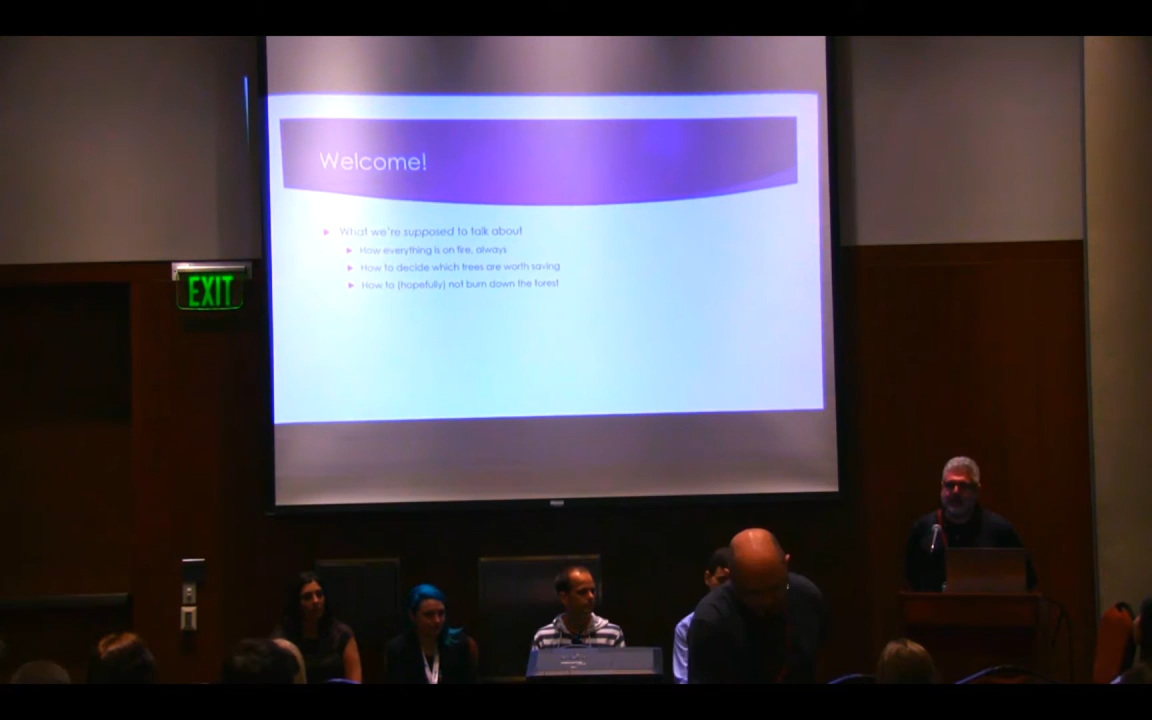 Welcome!
What we're supposed to talk about
How everything is on fire, always
How to decide which trees are worth saving
How to (hopefully) not burn down the forest
EXIT